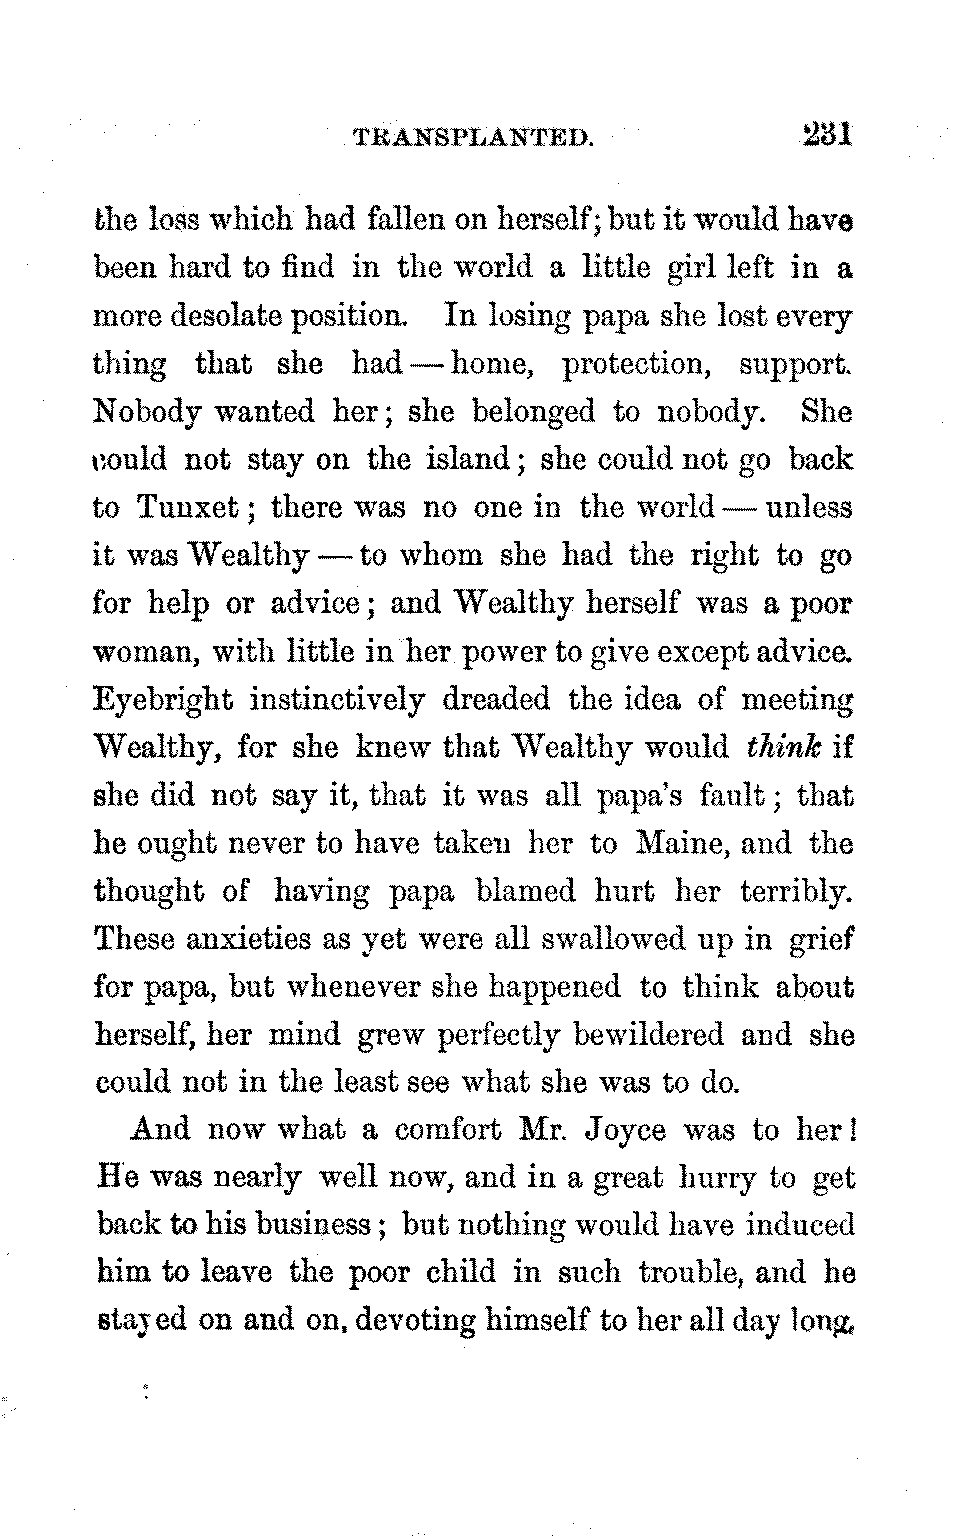 TRANSPLANTED. 231
the loss which had fallen on herself; but it would have
been hard to find in the world a little girl left in a
more desolate position. In losing papa she lost every
thing that she had — home, protection, support.
Nobody wanted her; she belonged to nobody. She
could not stay on the island; she could not go back
to Tunxet; there was no one in the world — unless
it was Wealthy — to whom she had the right to go
for help or advice; and Wealthy herself was a poor
woman, with little in her power to give except advice.
Eyebright instinctively dreaded the idea of meeting
Wealthy, for she knew that Wealthy would think if
she did not say it, that it was all papa's fault; that
he ought never to have taken her to Maine, and the
thought of having papa blamed hurt her terribly.
These anxieties as yet were all swallowed up in grief
for papa, but whenever she happened to think about
herself, her mind grew perfectly bewildered and she
could not in the least see what she was to do.
And now what a comfort Mr. Joyce was to her!
He was nearly well now, and in a great hurry to get
back to his business; but nothing would have induced
him to leave the poor child in such trouble, and he
stayed on and on, devoting himself to her all day long,